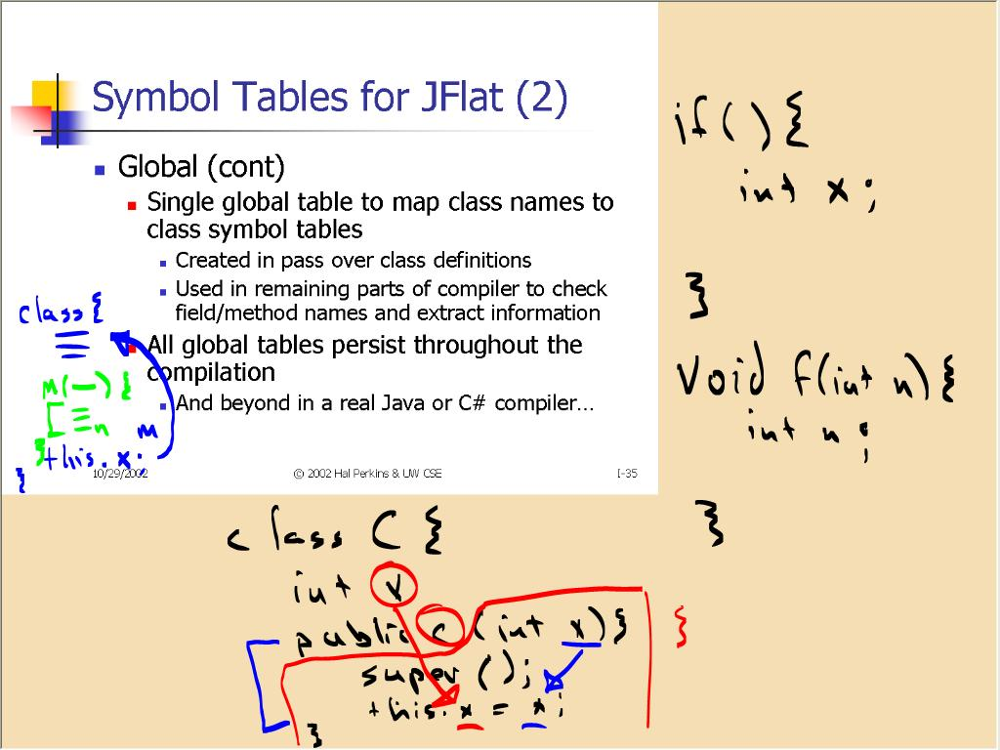 Symbol Tables for JFlat (2)
Global (cont)
Single global table to map class names to
class symbol tables
Created in pass over class definitions
Used in remaining parts of compiler to check
field/method names and extract information
All global tables persist throughout the
compilation
And beyond in a real Java or C# compiler...
10/29/2002
© 2002 Hal Perkins & UW CSE
I-35
class {
m(—) {
n
m
}
this.x;
}
if () {
int x;
}
void f(int n) {
int n;
}
class C {
int x
public C (int x) }
super ();
this.x = x;
}
}